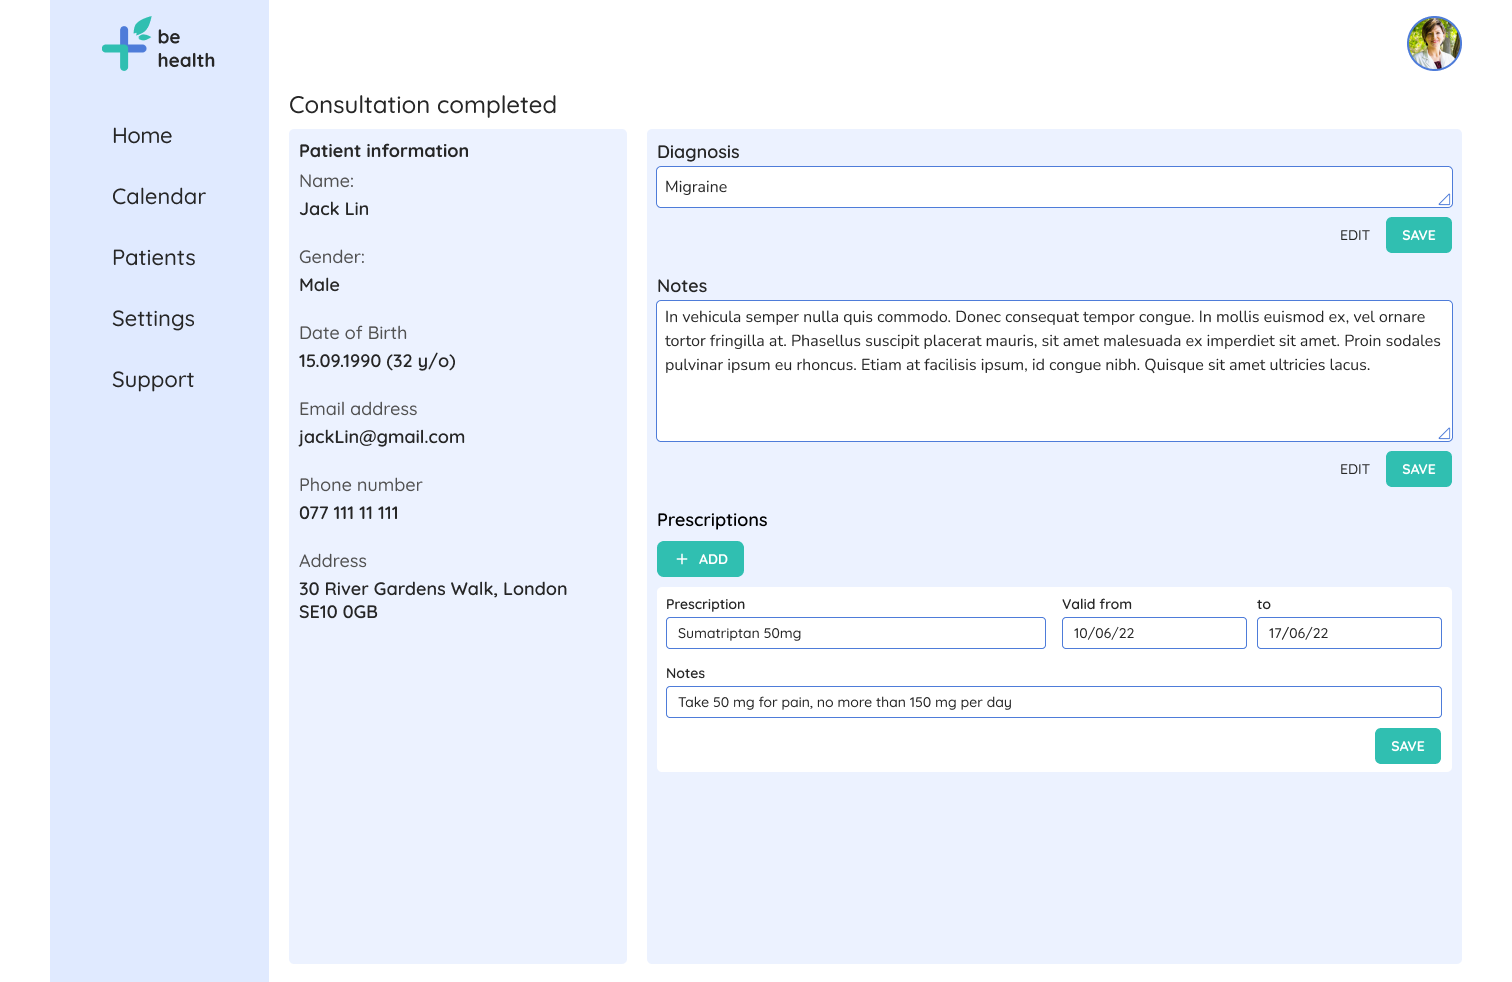 be
health
Home
Calendar
Patients
Settings
Support
Consultation completed
Patient information
Name:
Jack Lin
Gender:
Male
Date of Birth
15.09.1990 (32 y/o)
Email address
jackLin@gmail.com
Phone number
077 111 11 111
Address
30 River Gardens Walk, London
SE10 0GB
Diagnosis
Migraine
EDIT SAVE
Notes
In vehicula semper nulla quis commodo. Donec consequat tempor congue. In mollis euismod ex, vel ornare
tortor fringilla at. Phasellus suscipit placerat mauris, sit amet malesuada ex imperdiet sit amet. Proin sodales
pulvinar ipsum eu rhoncus. Etiam at facilisis ipsum, id congue nibh. Quisque sit amet ultricies lacus.
EDIT SAVE
Prescriptions
+ ADD
Prescription Valid from to
Sumatriptan 50mg 10/06/22 17/06/22
Notes
Take 50 mg for pain, no more than 150 mg per day
SAVE